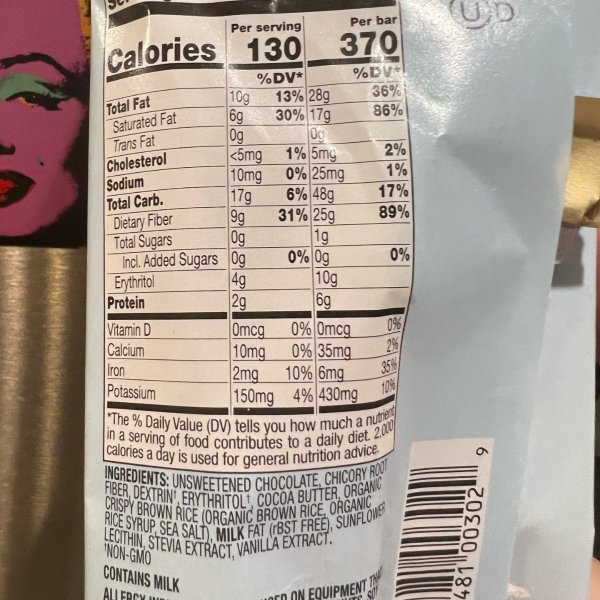 Per serving Per bar
Calories 130 370
%DV* %DV*
Total Fat 10g 13% 28g 36%
Saturated Fat 6g 30% 17g 86%
Trans Fat 0g 0g
Cholesterol <5mg 1% 5mg 2%
Sodium 10mg 0% 25mg 1%
Total Carb. 17g 6% 48g 17%
Dietary Fiber 9g 31% 25g 89%
Total Sugars 0g 1g
Incl. Added Sugars 0g 0% 0g 0%
Erythritol 4g 10g
Protein 2g 6g
Vitamin D 0mcg 0% 0mcg 0%
Calcium 10mg 0% 35mg 2%
Iron 2mg 10% 6mg 35%
Potassium 150mg 4% 430mg 10%
*The % Daily Value (DV) tells you how much a nutrient
in a serving of food contributes to a daily diet. 2,000
calories a day is used for general nutrition advice.
INGREDIENTS: UNSWEETENED CHOCOLATE, CHICORY ROOT
FIBER, DEXTRIN†, ERYTHRITOL†, COCOA BUTTER, ORGANIC
CRISPY BROWN RICE (ORGANIC BROWN RICE, ORGANIC
RICE SYRUP, SEA SALT), MILK FAT (rBST FREE), SUNFLOWER
LECITHIN, STEVIA EXTRACT, VANILLA EXTRACT.
†NON-GMO
CONTAINS MILK
ON EQUIPMENT
U D
481 00302 9